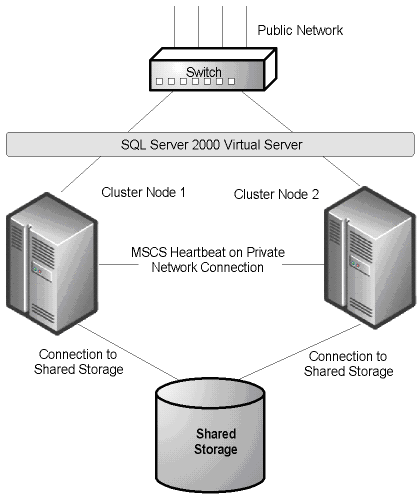 Public Network
Switch
SQL Server 2000 Virtual Server
Cluster Node 1
Cluster Node 2
MSCS Heartbeat on Private
Network Connection
Connection to
Shared Storage
Connection to
Shared Storage
Shared
Storage